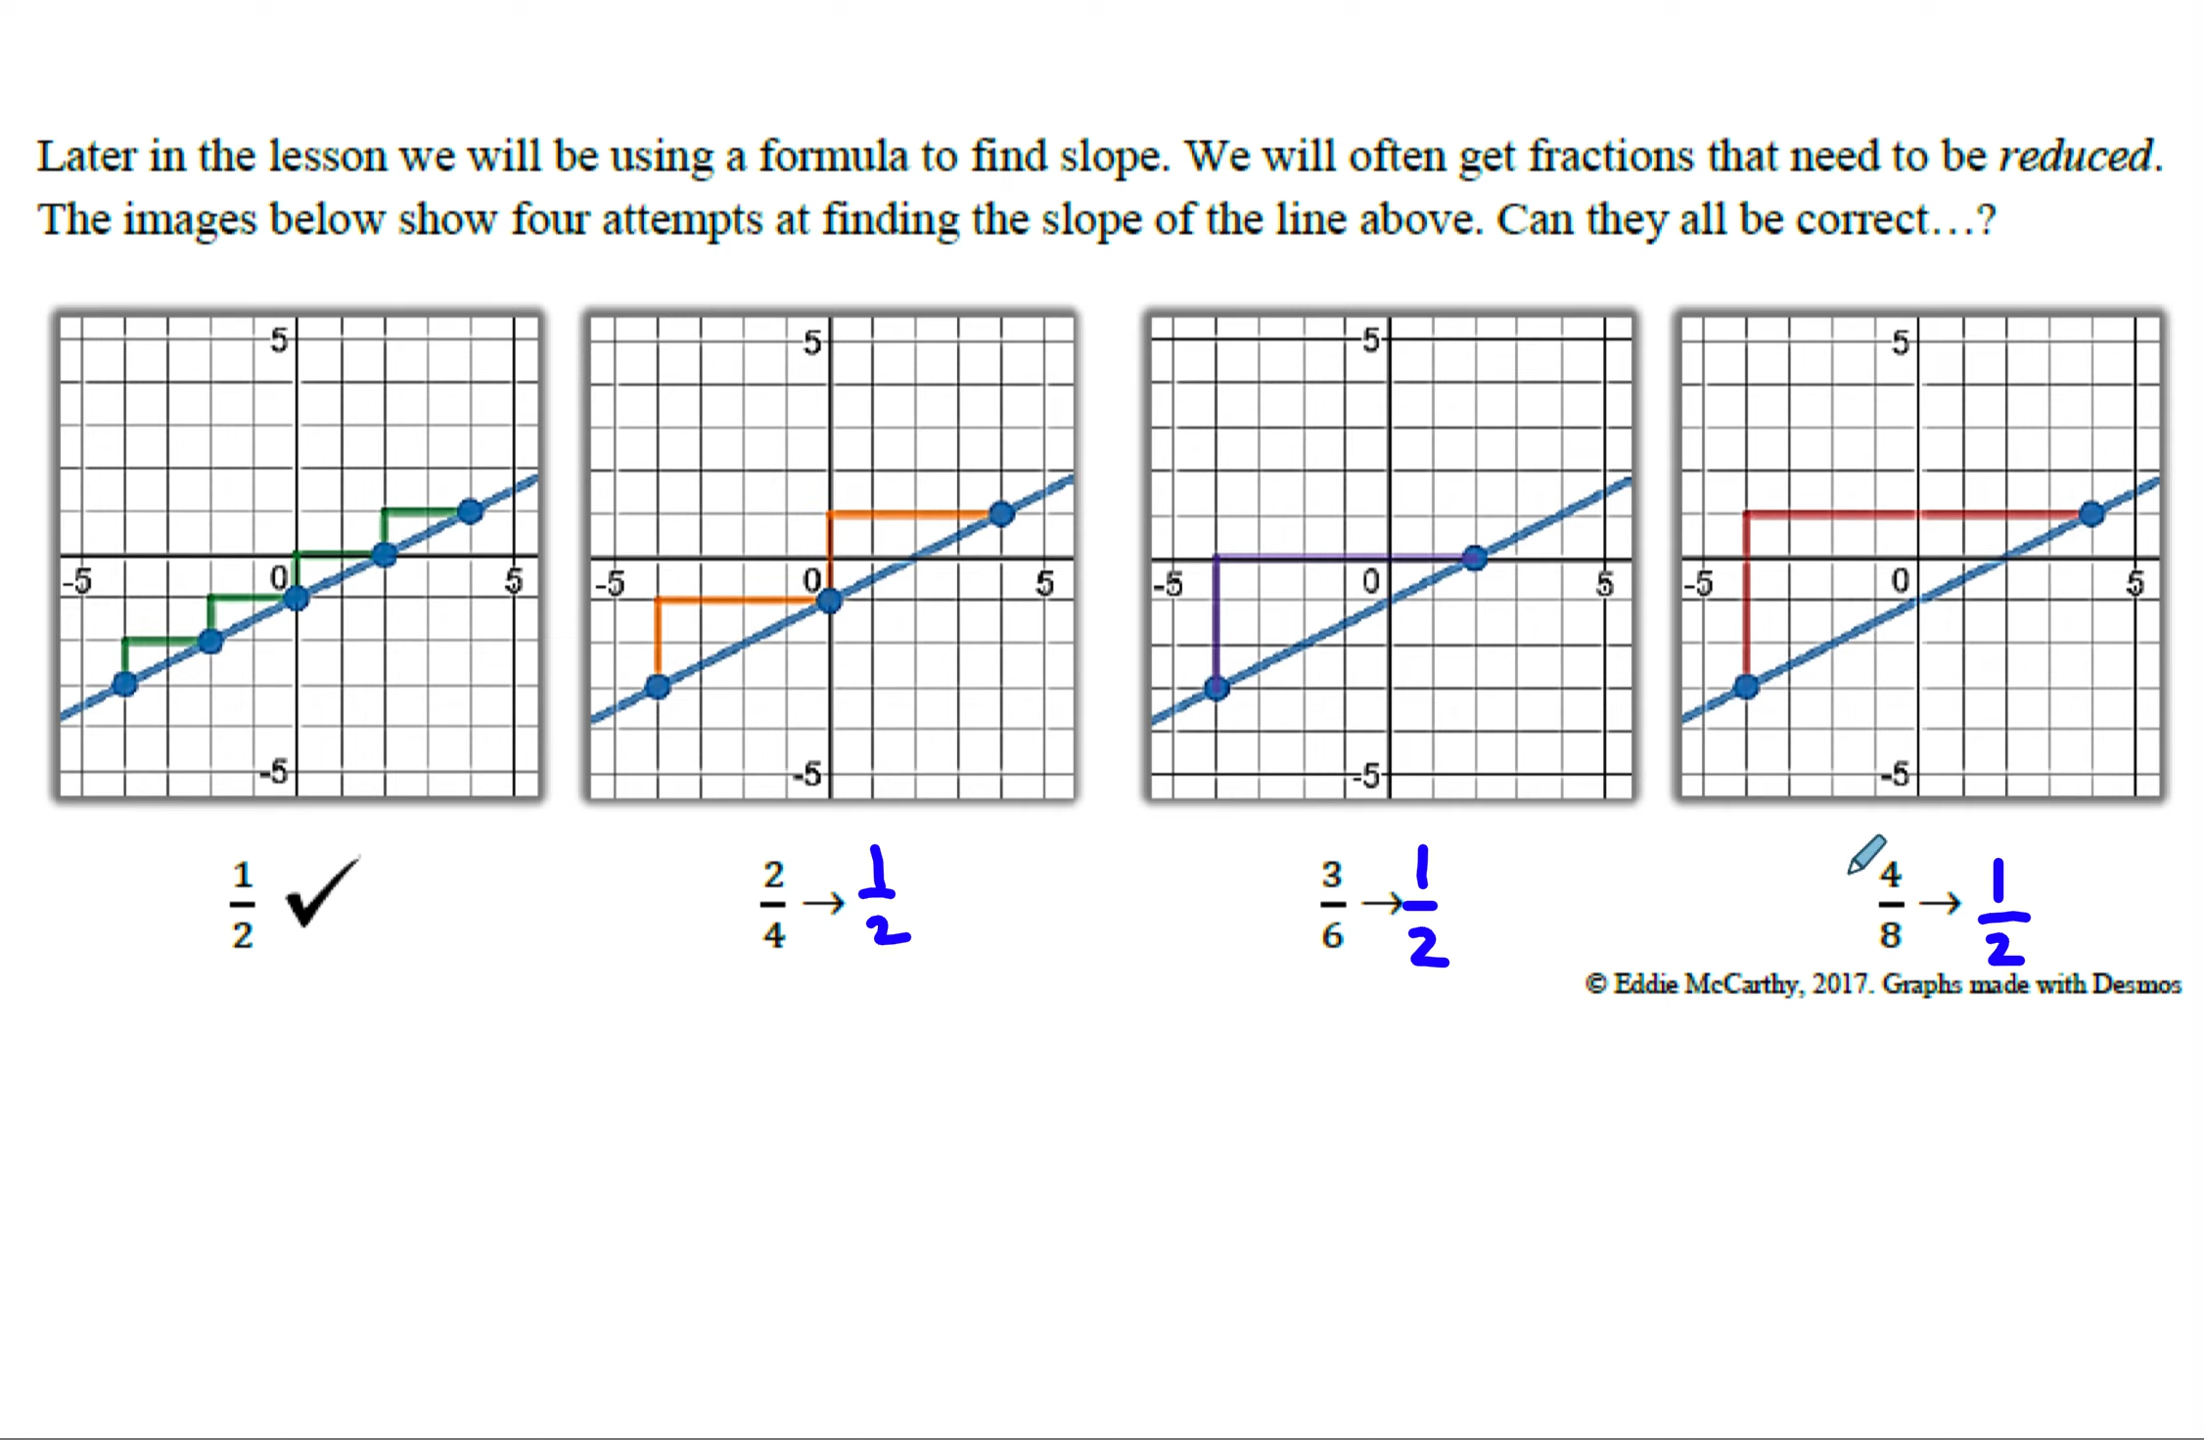 Later in the lesson we will be using a formula to find slope. We will often get fractions that need to be reduced.
The images below show four attempts at finding the slope of the line above. Can they all be correct…?
5 5 5 5
-5 0 5 -5 0 5 -5 0 5 -5 0 5
-5 -5 -5 -5
1/2 ✓ 2/4 → 1/2 3/6 → 1/2 4/8 → 1/2
© Eddie McCarthy, 2017. Graphs made with Desmos